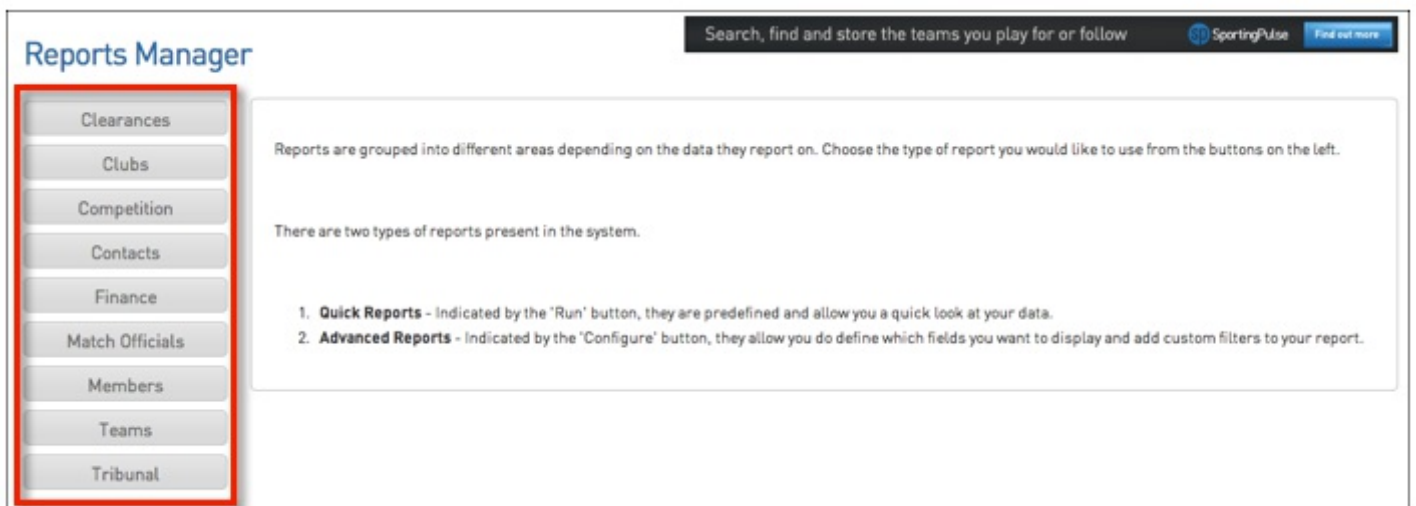 Search, find and store the teams you play for or follow
SportingPulse
Find out more
Reports Manager
Clearances
Clubs
Competition
Contacts
Finance
Match Officials
Members
Teams
Tribunal
Reports are grouped into different areas depending on the data they report on. Choose the type of report you would like to use from the buttons on the left.
There are two types of reports present in the system.
1. Quick Reports - Indicated by the 'Run' button, they are predefined and allow you a quick look at your data.
2. Advanced Reports - Indicated by the 'Configure' button, they allow you do define which fields you want to display and add custom filters to your report.